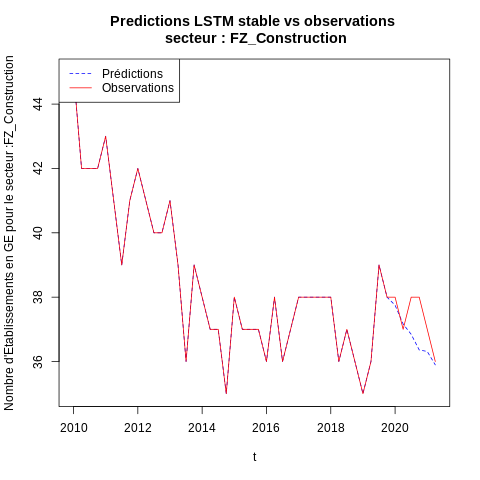 Predictions LSTM stable vs observations
secteur : FZ_Construction
Prédictions
Observations
Nombre d'Etablissements en GE pour le secteur :FZ_Construction
44
42
40
38
36
2010
2012
2014
2016
2018
2020
t